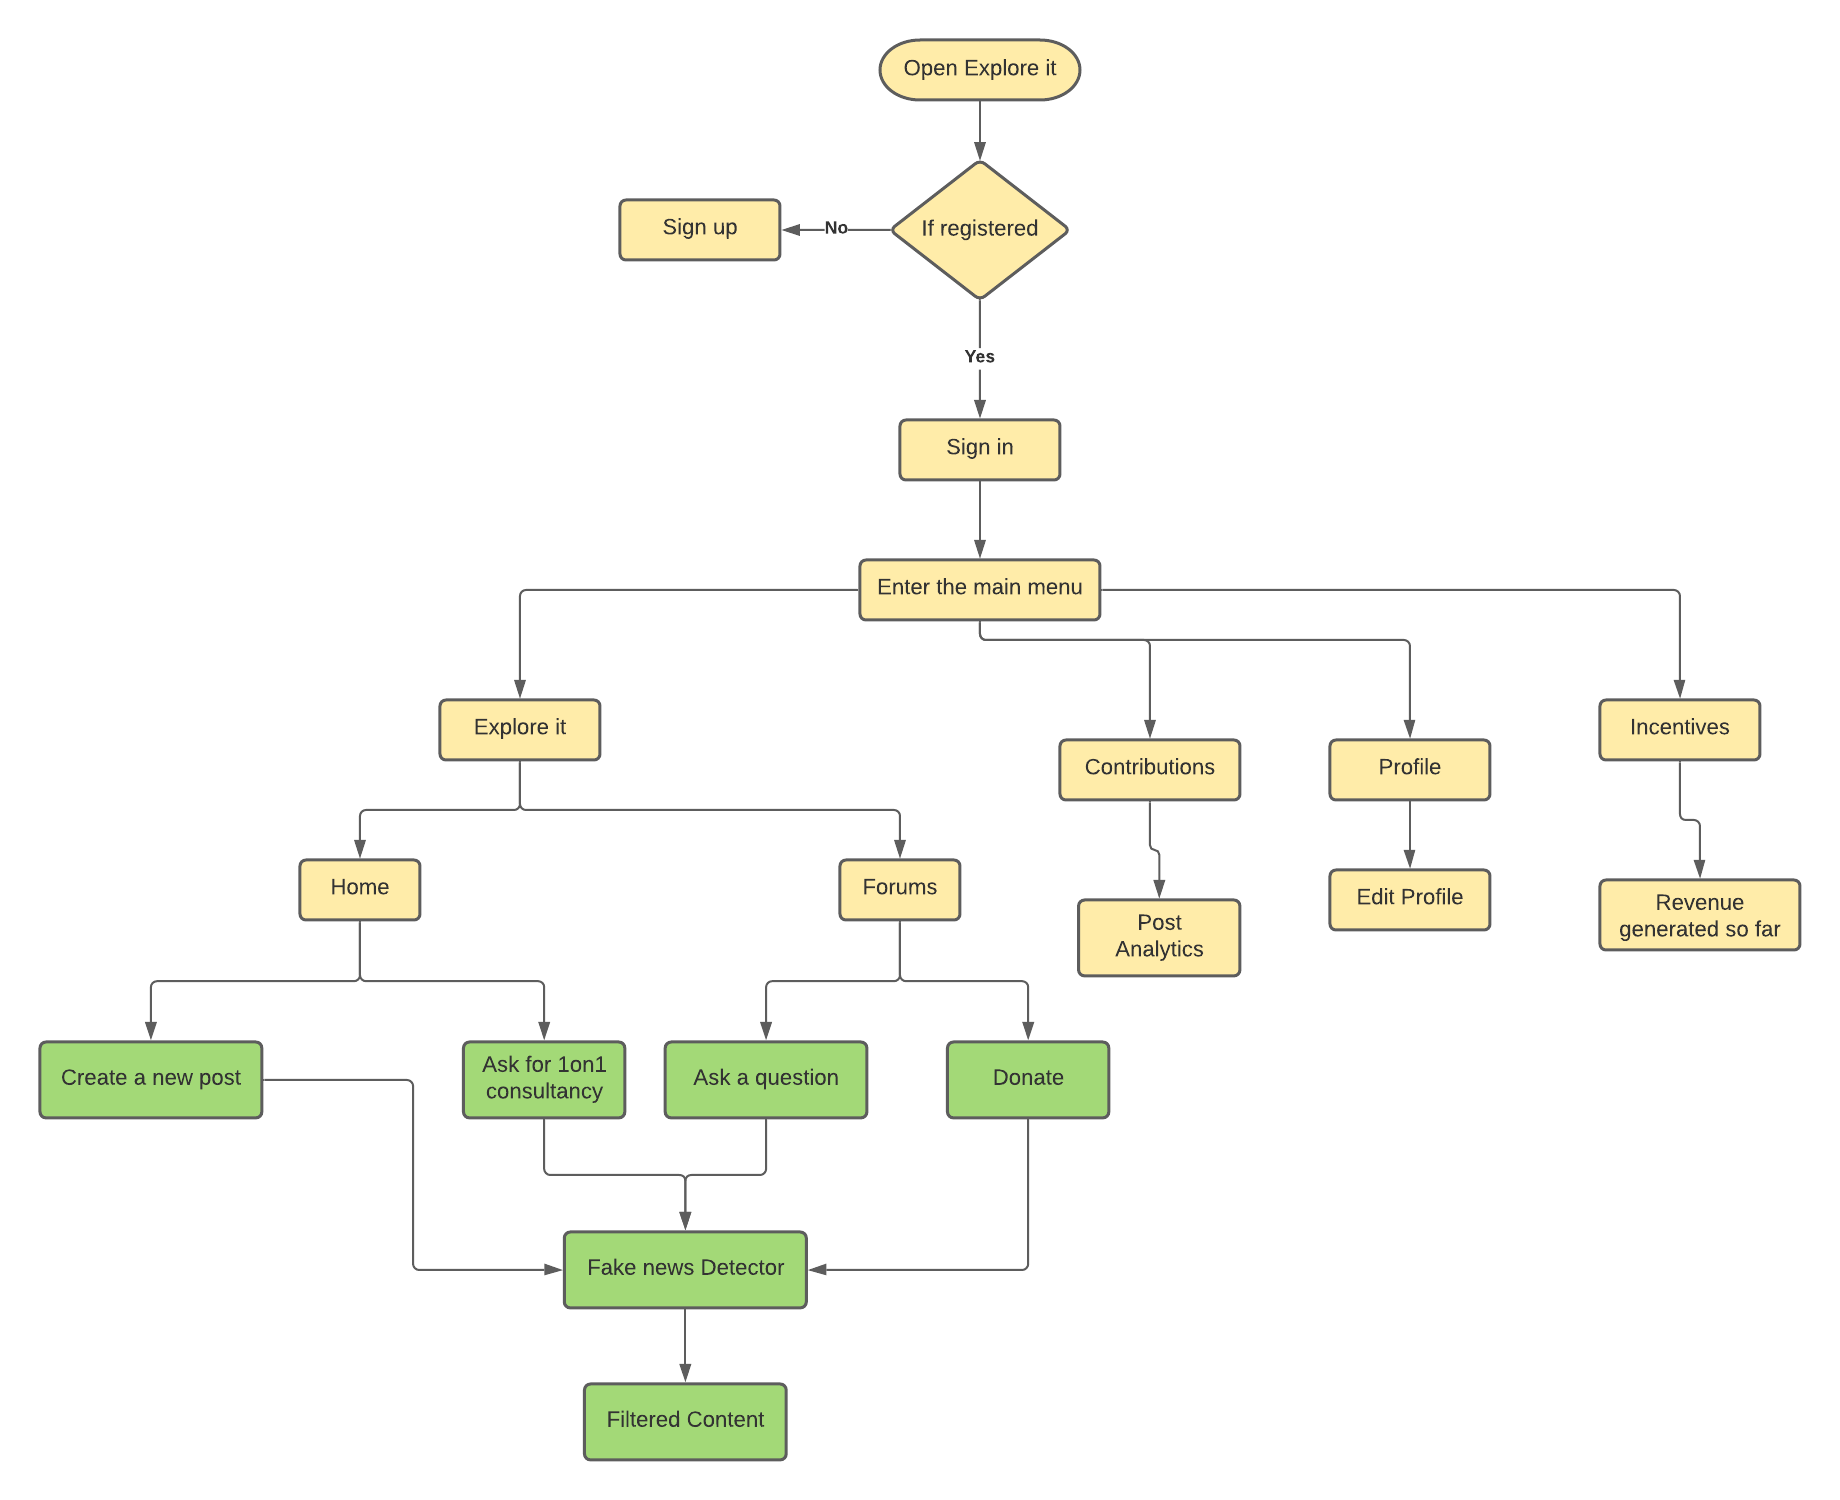 Open Explore it
If registered
No
Sign up
Yes
Sign in
Enter the main menu
Explore it
Contributions
Profile
Incentives
Home
Forums
Post
Analytics
Edit Profile
Revenue
generated so far
Create a new post
Ask for 1on1
consultancy
Ask a question
Donate
Fake news Detector
Filtered Content